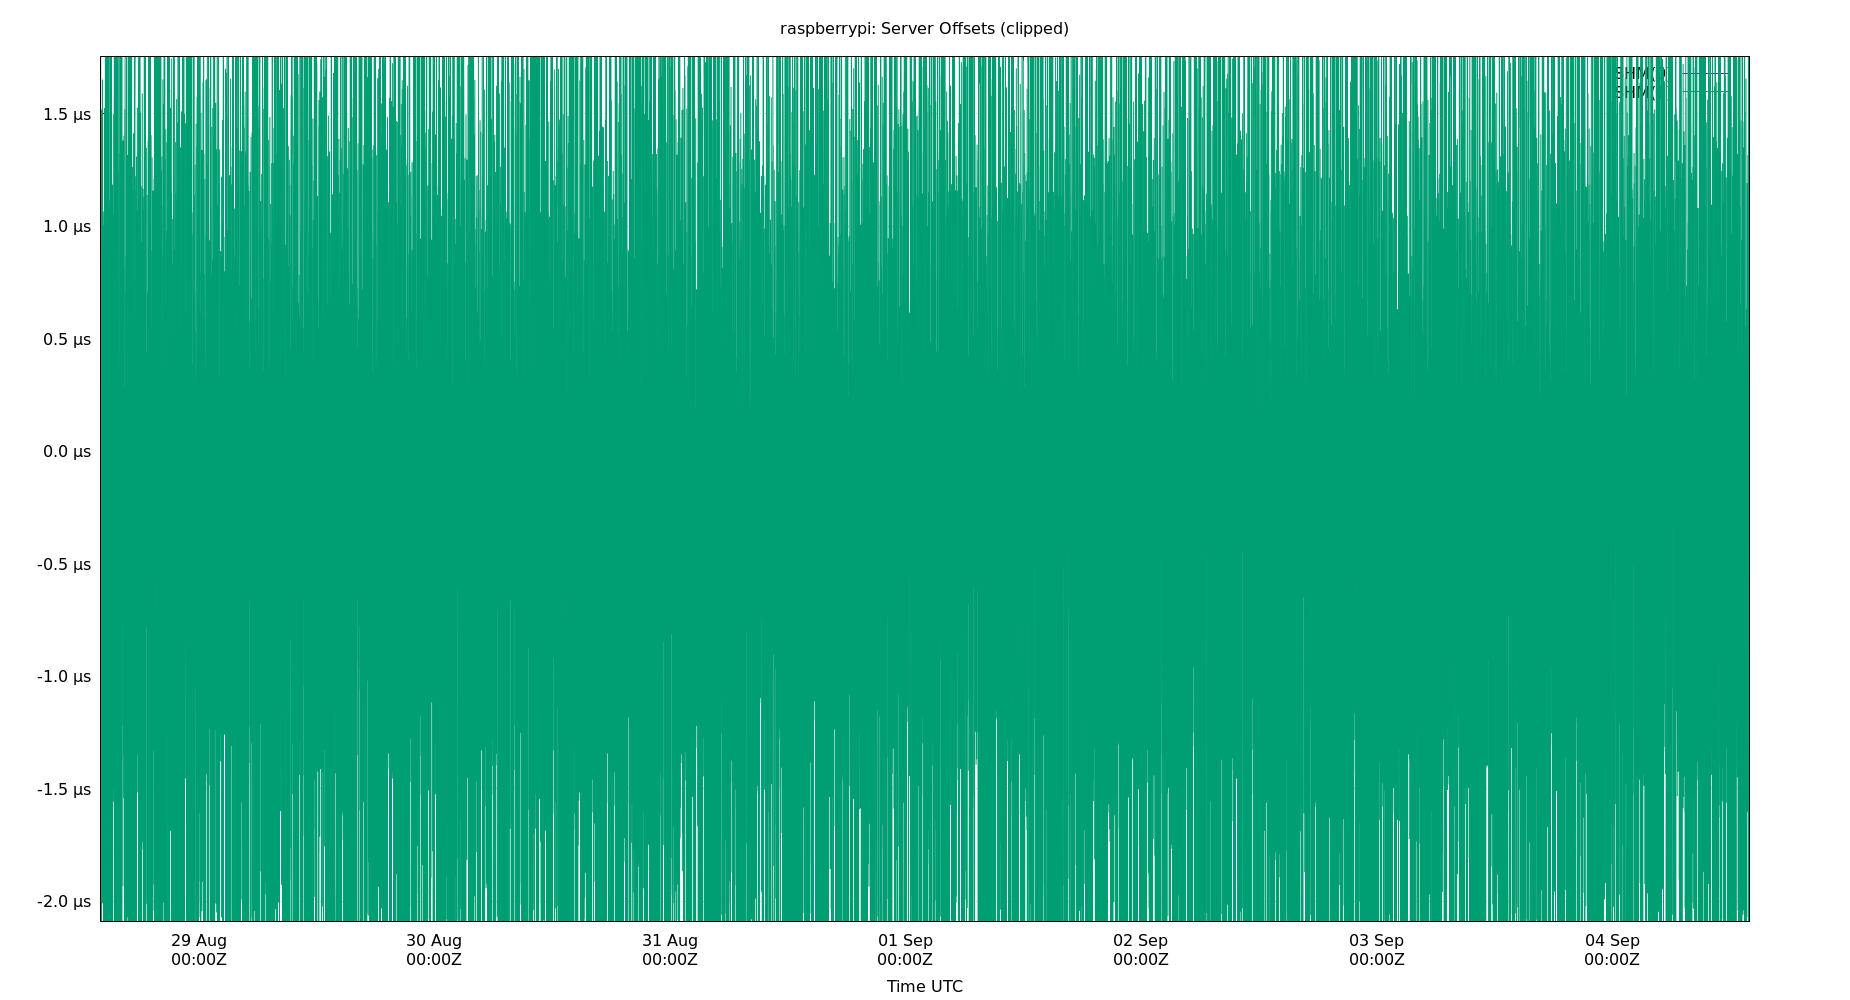 raspberrypi: Server Offsets (clipped)
SHM(
SHM(
1.5 µs
1.0 µs
0.5 µs
0.0 µs
-0.5 µs
-1.0 µs
-1.5 µs
-2.0 µs
29 Aug 30 Aug 31 Aug 01 Sep 02 Sep 03 Sep 04 Sep
00:00Z 00:00Z 00:00Z 00:00Z 00:00Z 00:00Z 00:00Z
Time UTC